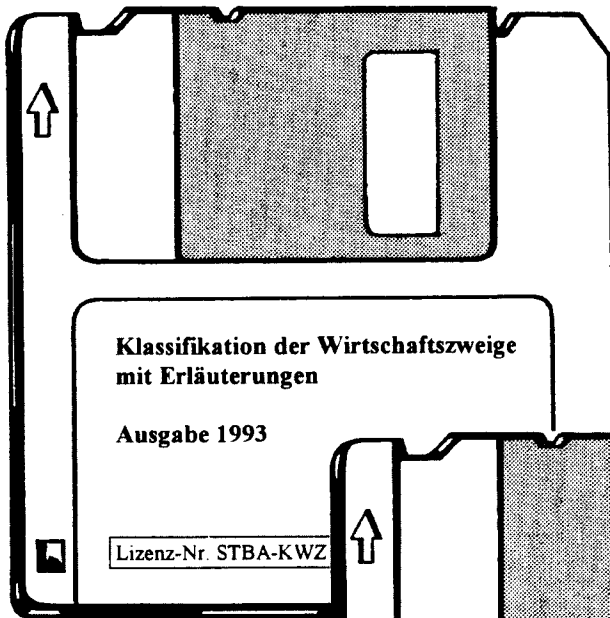 Klassifikation der Wirtschaftszweige
mit Erläuterungen
Ausgabe 1993
Lizenz-Nr. STBA-KWZ